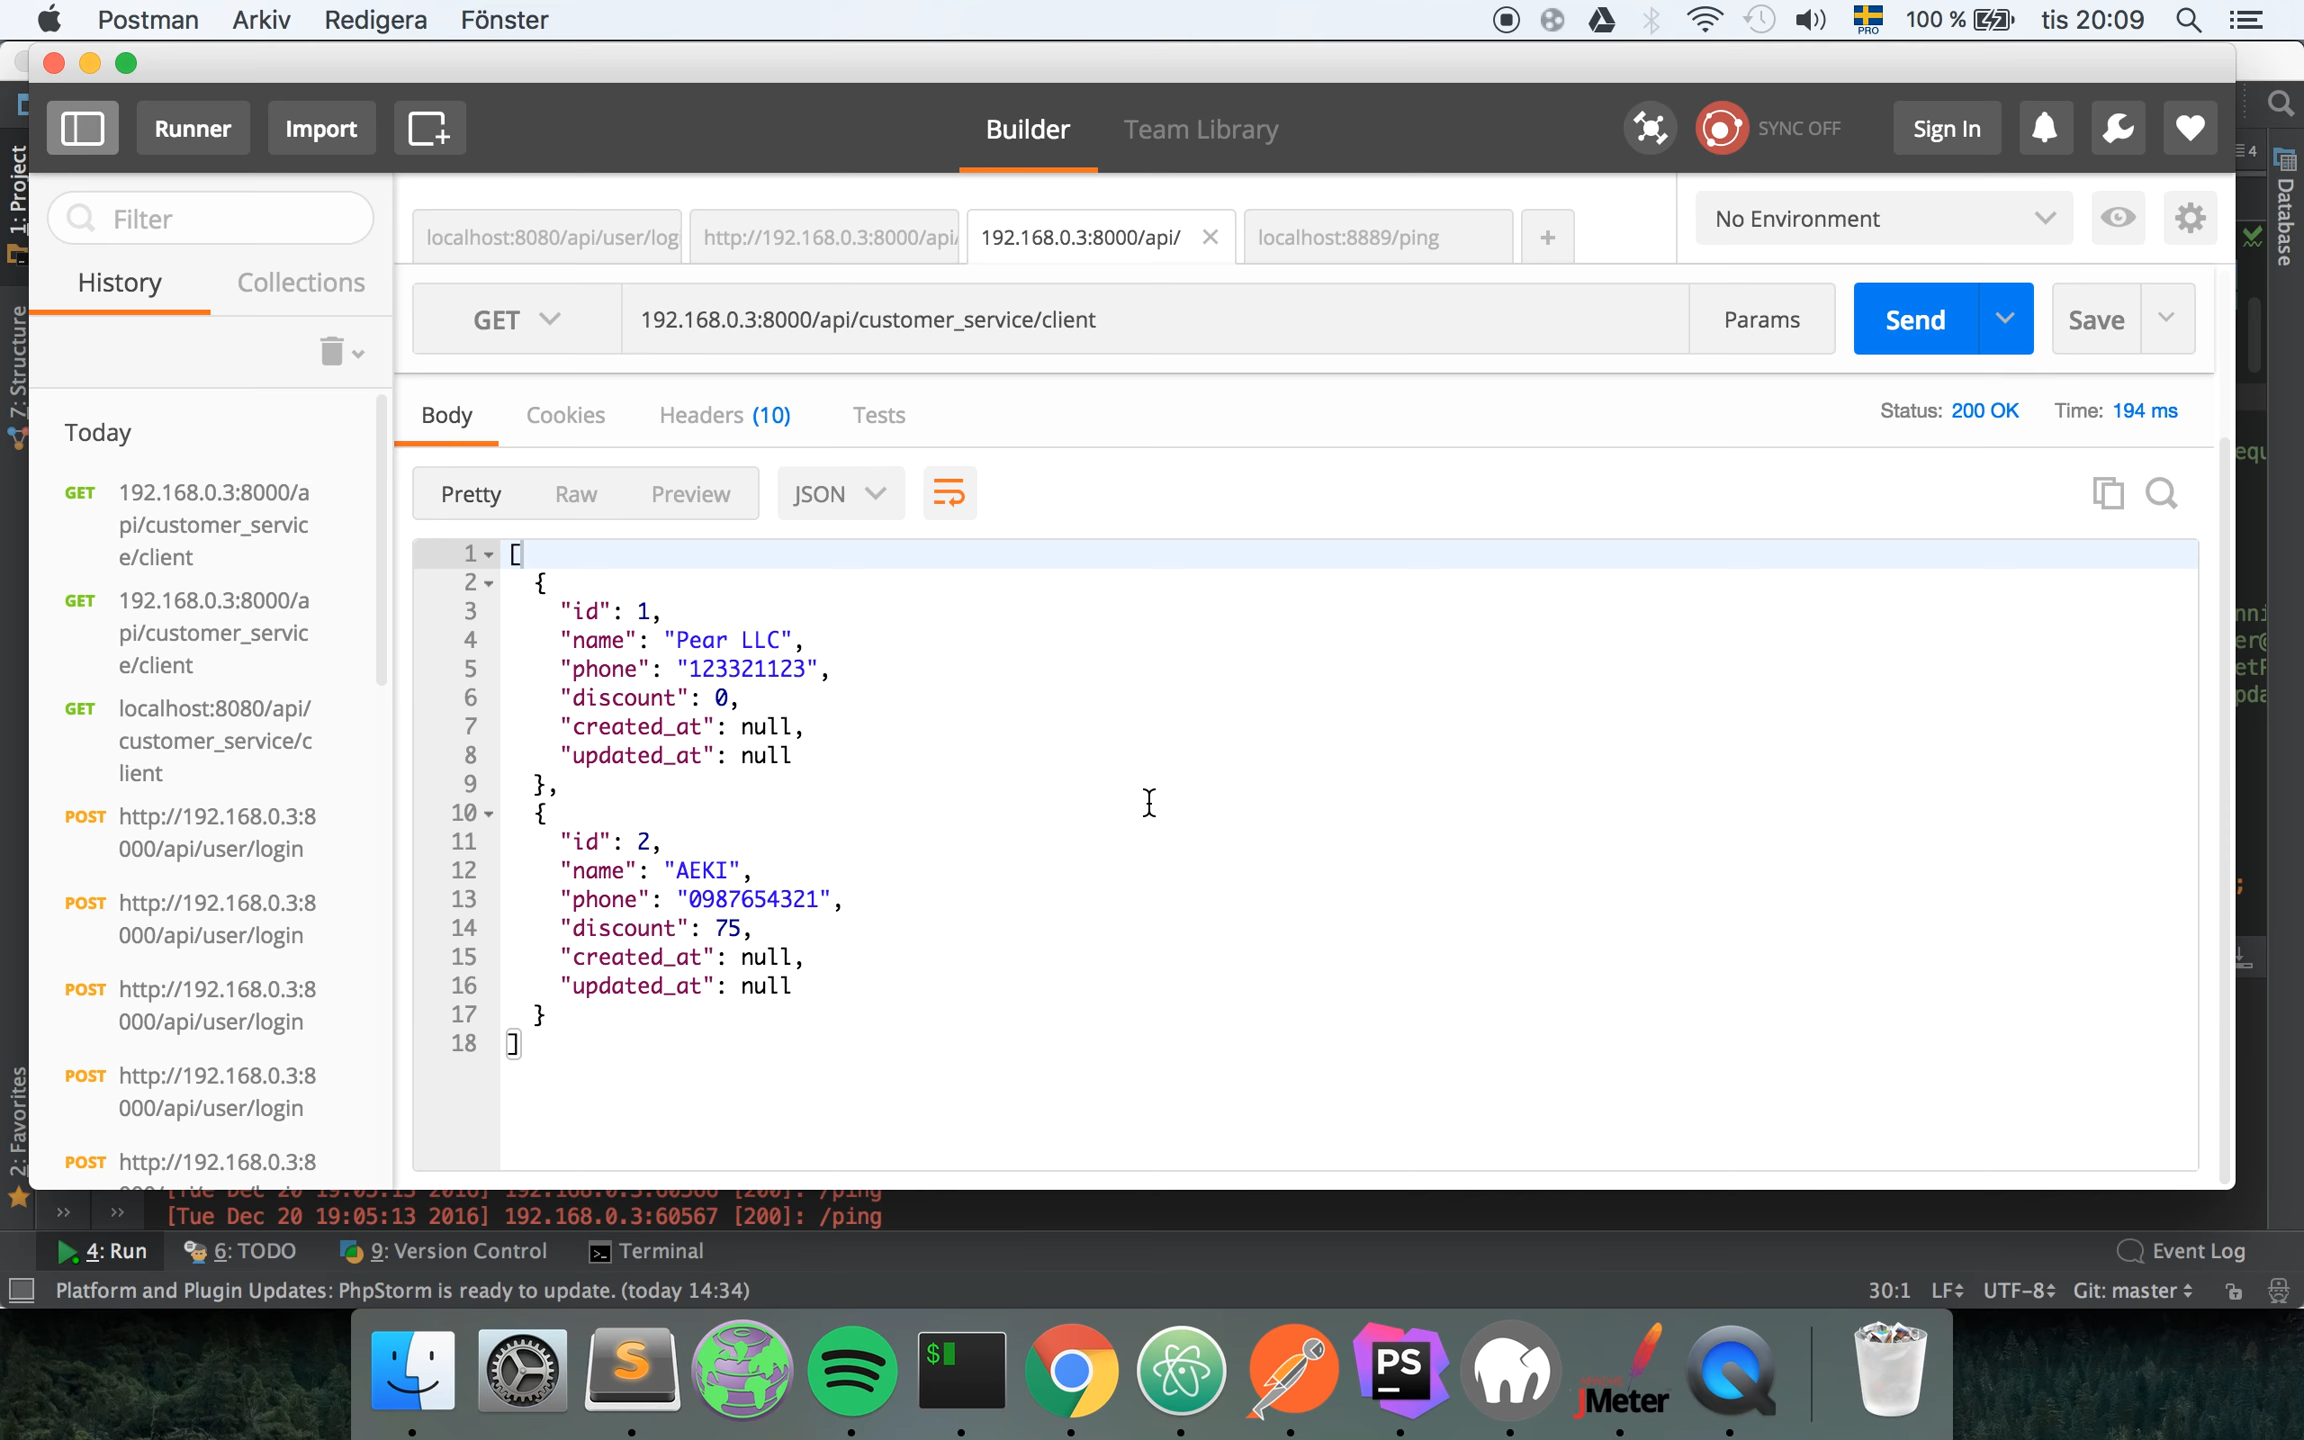 Postman Arkiv Redigera Fönster PRO 100 % tis 20:09
Runner Import Builder Team Library SYNC OFF Sign In
Filter
localhost:8080/api/user/log http://192.168.0.3:8000/api/ 192.168.0.3:8000/api/ localhost:8889/ping + No Environment
History Collections
GET 192.168.0.3:8000/api/customer_service/client Params Send Save
Body Cookies Headers (10) Tests Status: 200 OK Time: 194 ms
Pretty Raw Preview JSON
Today
GET 192.168.0.3:8000/a
pi/customer_servic
e/client
GET 192.168.0.3:8000/a
pi/customer_servic
e/client
GET localhost:8080/api/
customer_service/c
lient
POST http://192.168.0.3:8
000/api/user/login
POST http://192.168.0.3:8
000/api/user/login
POST http://192.168.0.3:8
000/api/user/login
POST http://192.168.0.3:8
000/api/user/login
POST http://192.168.0.3:8
1 [
2 {
3 "id": 1,
4 "name": "Pear LLC",
5 "phone": "123321123",
6 "discount": 0,
7 "created_at": null,
8 "updated_at": null
9 },
10 {
11 "id": 2,
12 "name": "AEKI",
13 "phone": "0987654321",
14 "discount": 75,
15 "created_at": null,
16 "updated_at": null
17 }
18 ]
1: Project
7: Structure
2: Favorites
Database
4
[Tue Dec 20 19:05:13 2016] 192.168.0.3:60567 [200]: /ping
4: Run 6: TODO 9: Version Control Terminal Event Log
Platform and Plugin Updates: PhpStorm is ready to update. (today 14:34) 30:1 LF UTF-8 Git: master
S $ PS APACHE JMeter